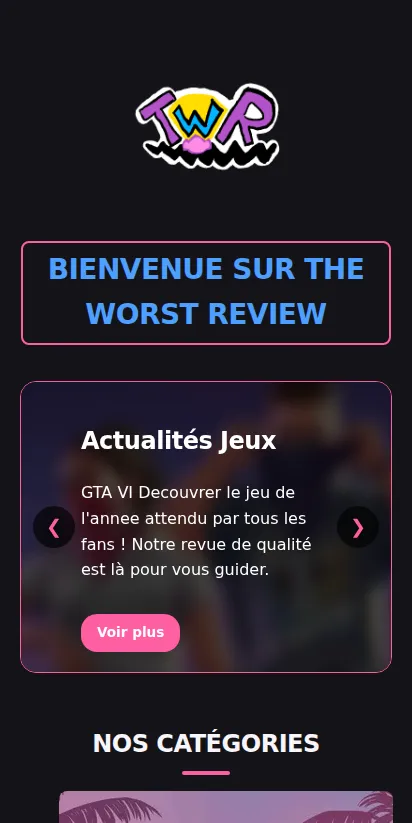 TWR
BIENVENUE SUR THE
WORST REVIEW
Actualités Jeux
GTA VI Decouvrer le jeu de
l'annee attendu par tous les
fans ! Notre revue de qualité
est là pour vous guider.
❮ ❯
Voir plus
NOS CATÉGORIES